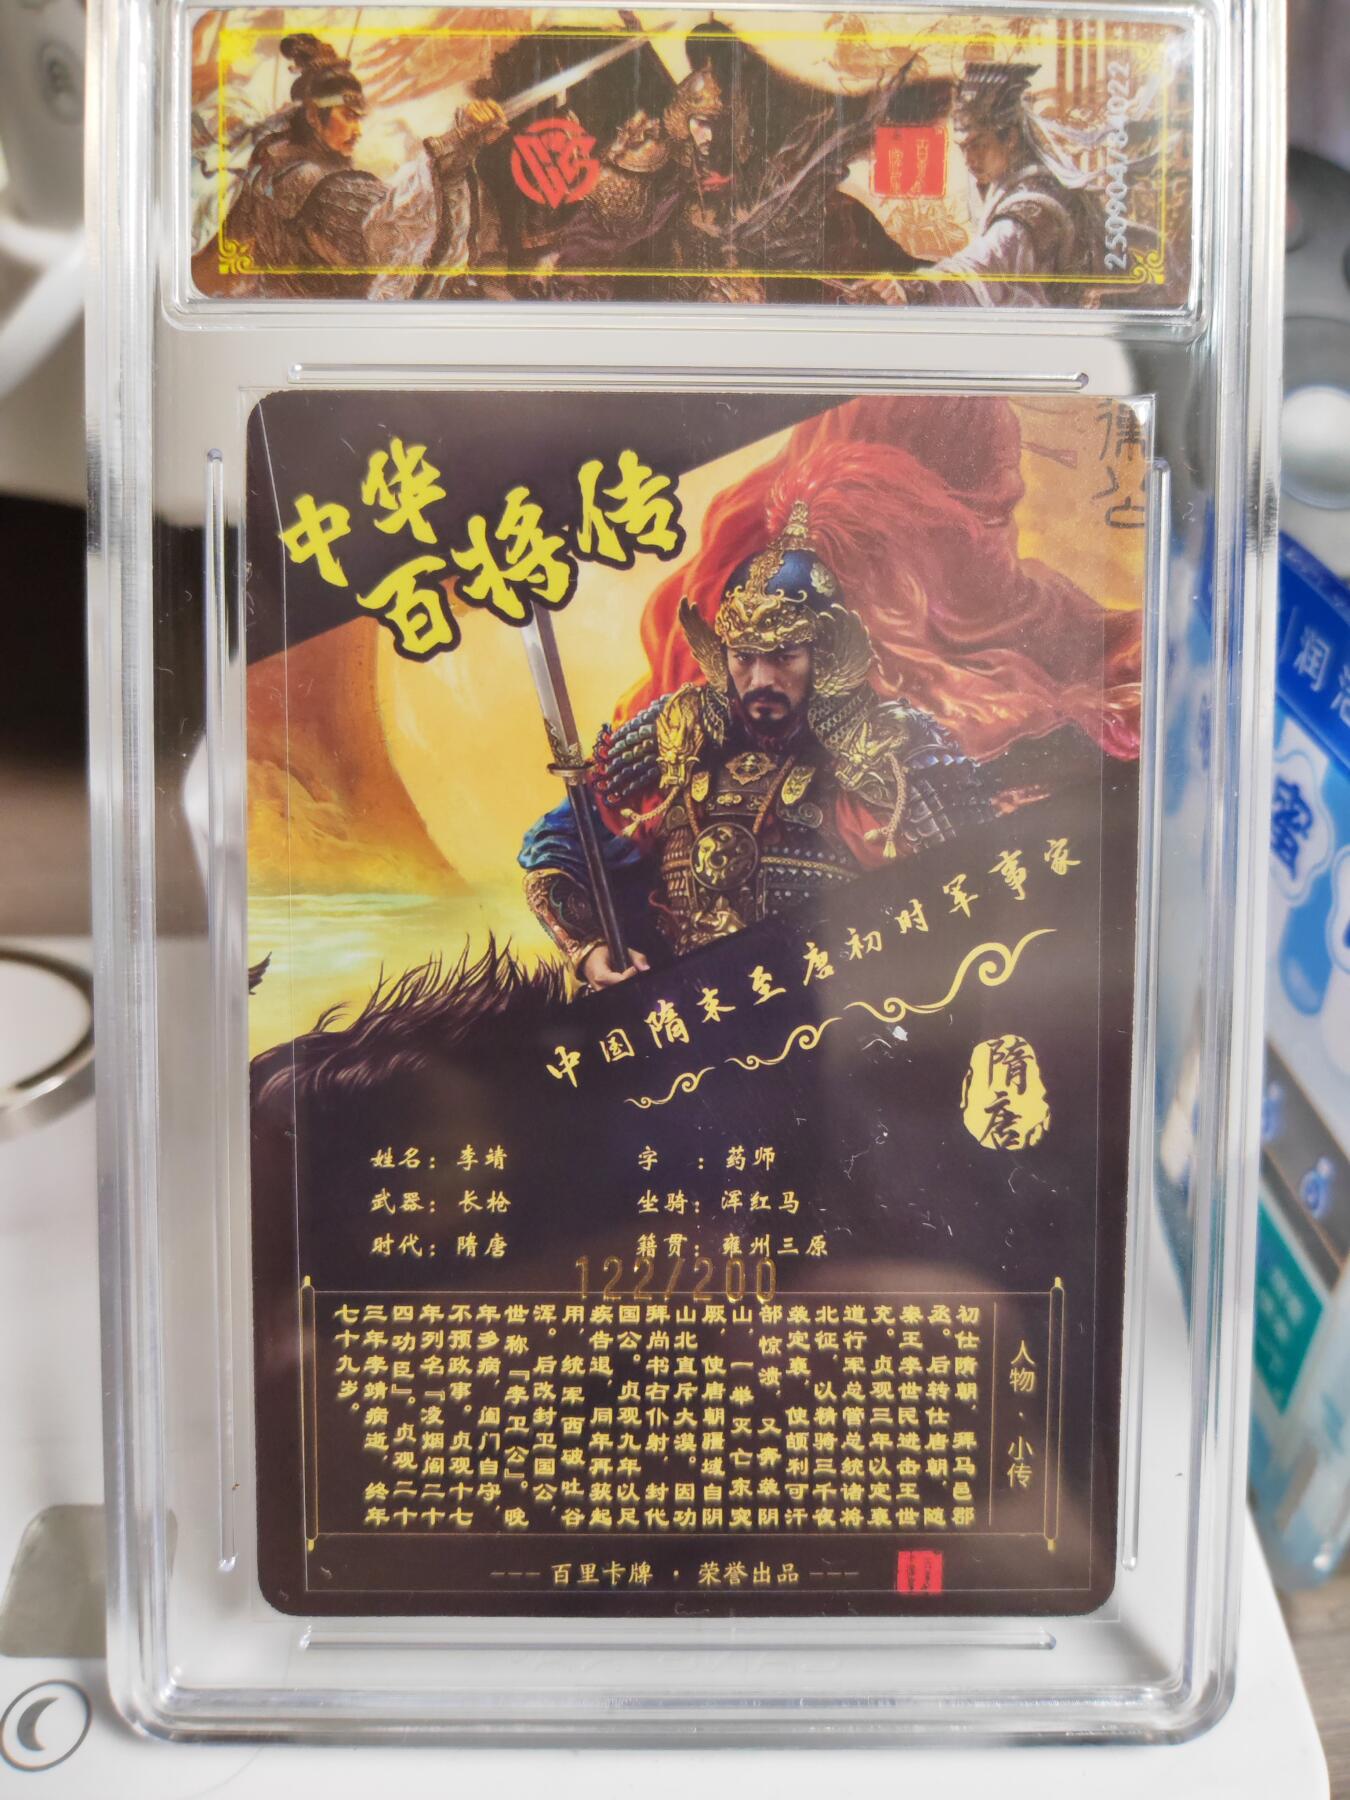 中华
百将传
中国隋末至唐初时军事家
隋唐
姓名：李靖
字：药师
武器：长枪
坐骑：浑红马
时代：隋唐
籍贯：雍州三原
122/200
人物·小传
初仕隋朝，拜马邑郡
丞。后转仕唐朝，随
秦王李世民进击王世
充。贞观三年以定襄
道行军总管总统诸将
北征，以精骑三千夜
袭定襄，使颉利可汗
部惊溃，又奔袭阴
山，一举灭亡东突
厥，使唐朝疆域自阴
山北直斥大漠。因功
拜尚书右仆射，封代
国公。贞观九年以足
疾告退，同年再获起
用，统军西破吐谷
浑。后改封卫国公，
世称『李卫公』。晚
年多病，阖门自守，
不预政事。贞观十七
年列名『凌烟阁二十
四功臣』。贞观二十
三年李靖病逝，终年
七十九岁。
--- 百里卡牌 · 荣誉出品 ---
润
蜜